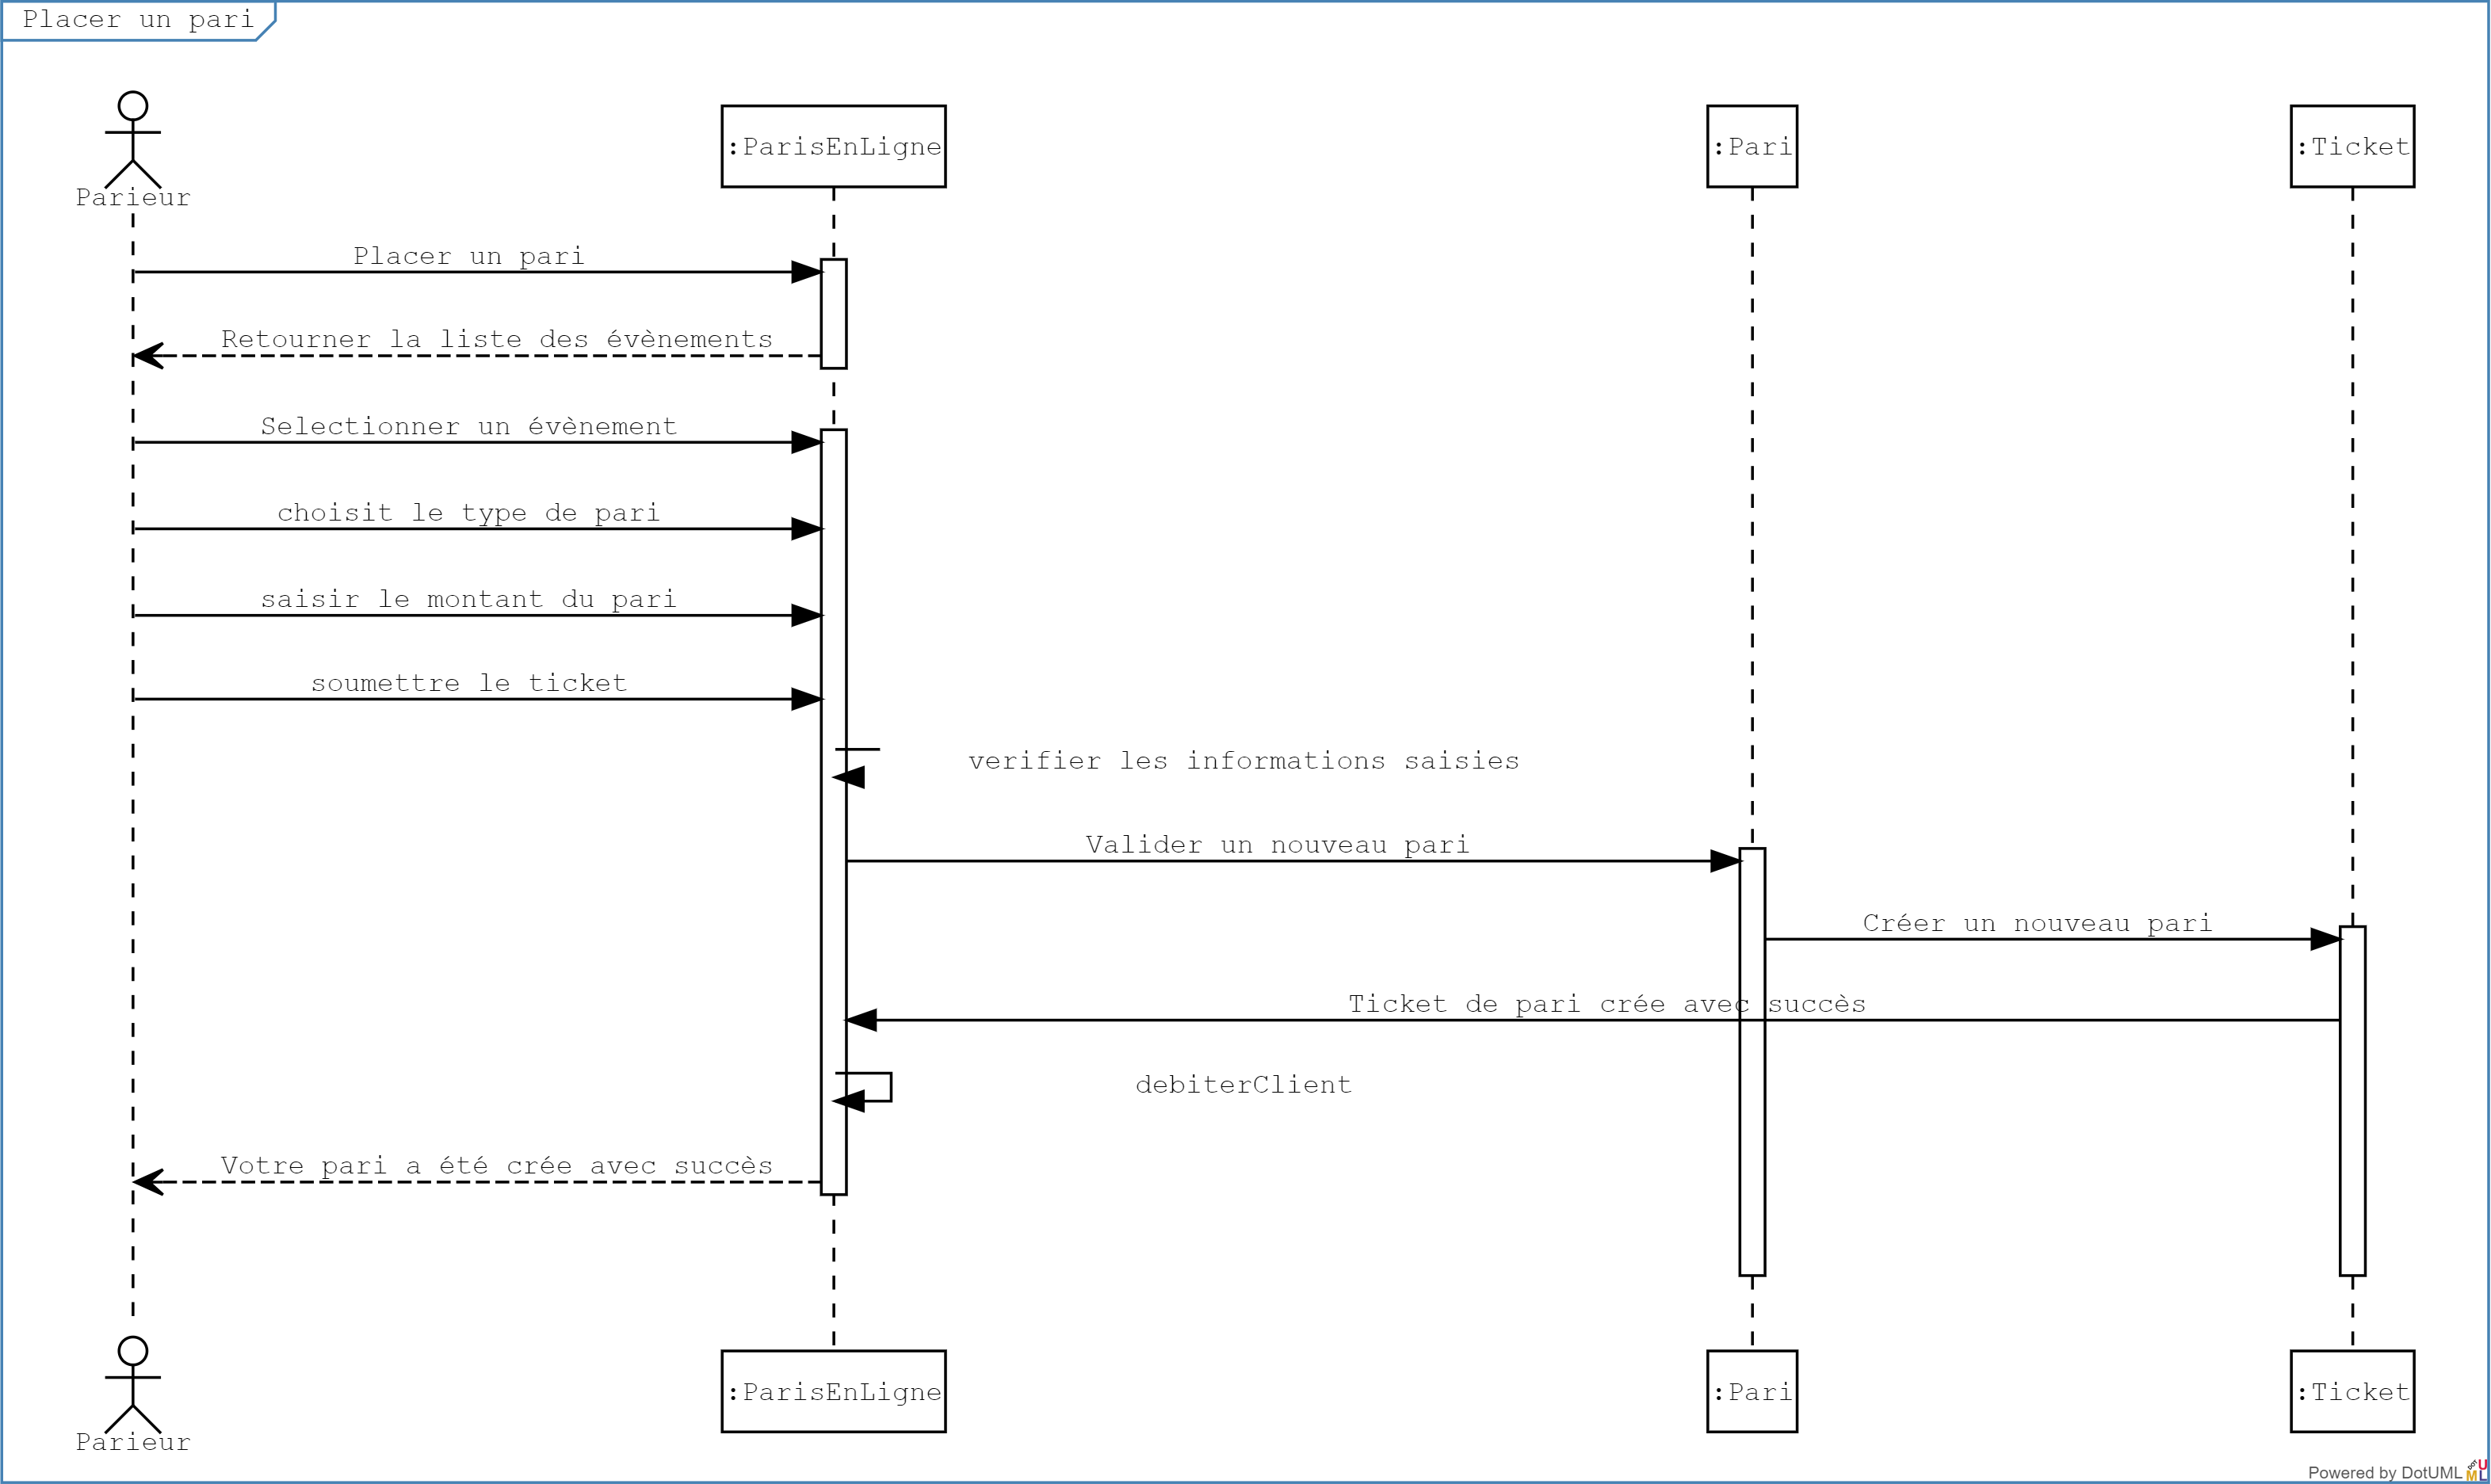 Placer un pari
Parieur
:ParisEnLigne
:Pari
:Ticket
Placer un pari
Retourner la liste des évènements
Selectionner un évènement
choisit le type de pari
saisir le montant du pari
soumettre le ticket
verifier les informations saisies
Valider un nouveau pari
Créer un nouveau pari
Ticket de pari crée avec succès
debiterClient
Votre pari a été crée avec succès
Parieur
:ParisEnLigne
:Pari
:Ticket
Powered by DotUML
DOT
U
M L